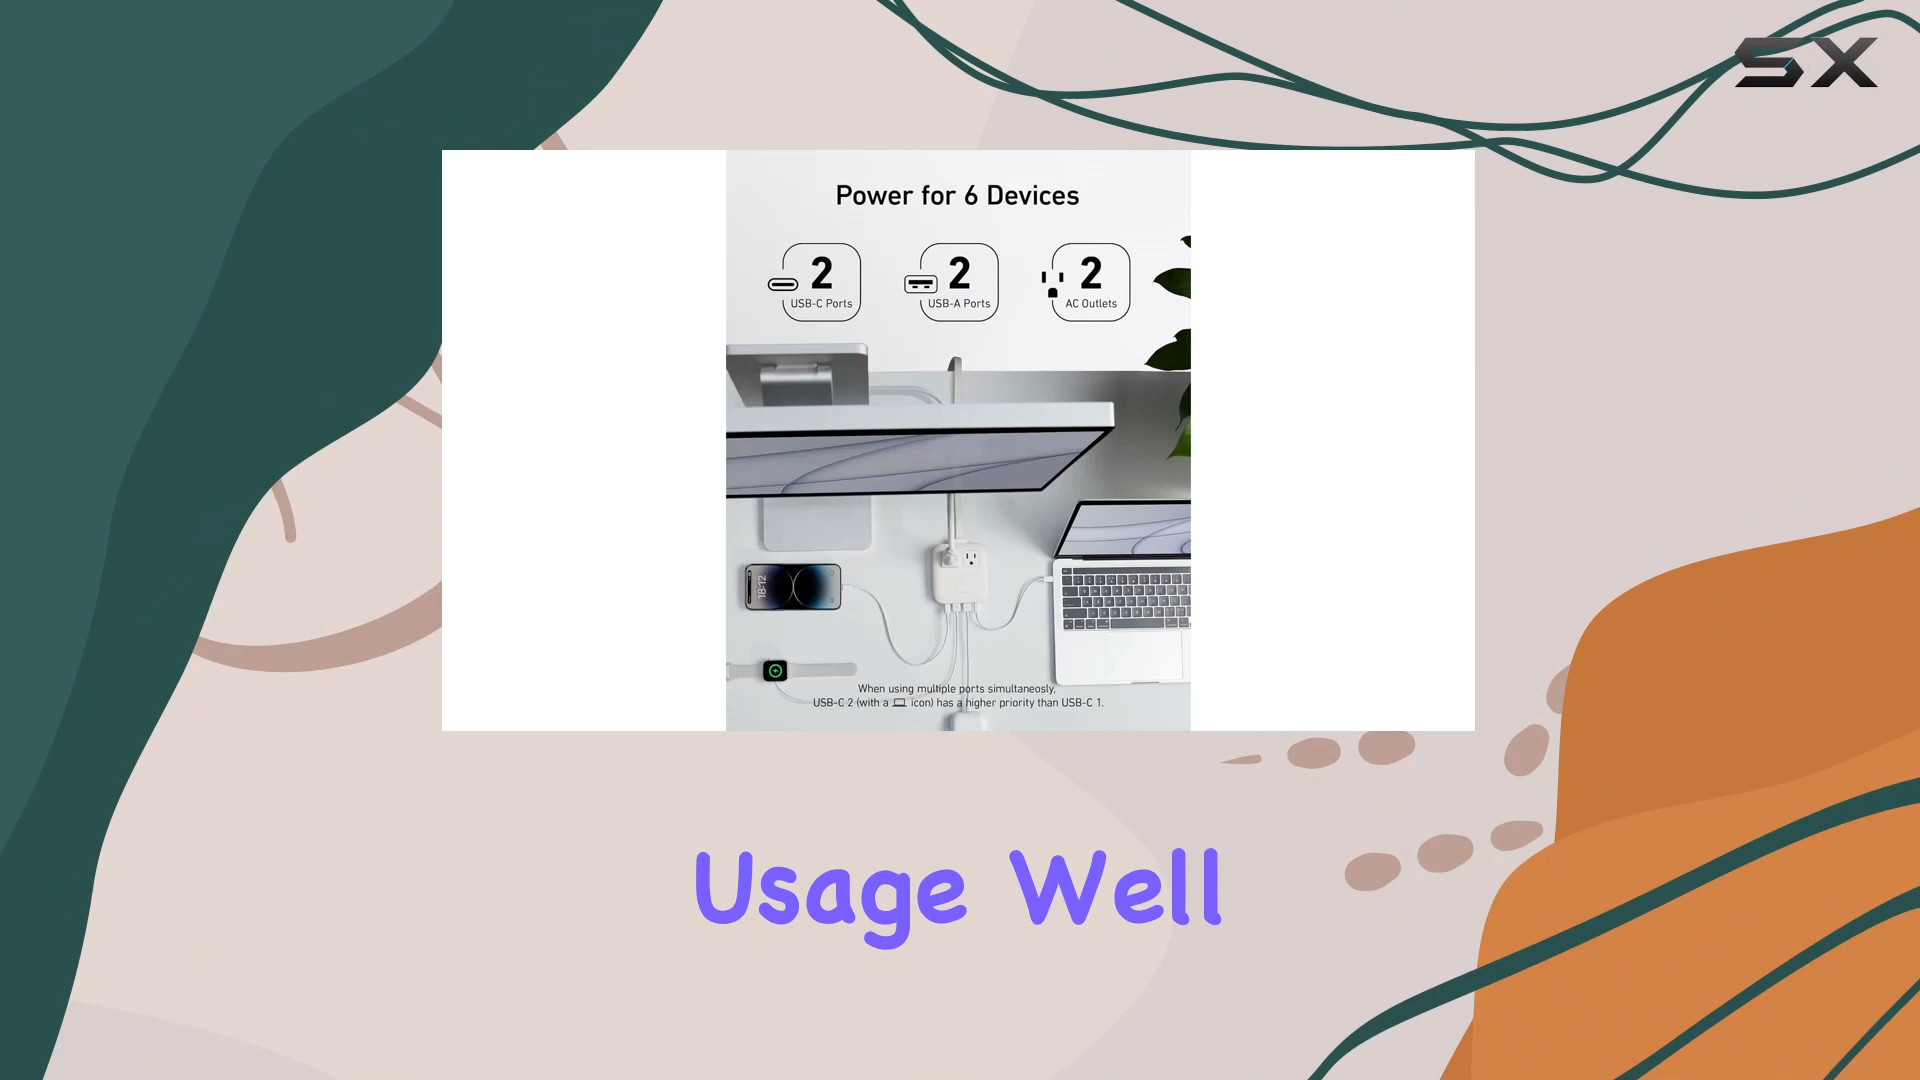 SX
Power for 6 Devices
2
USB-C Ports
2
USB-A Ports
2
AC Outlets
18:12
When using multiple ports simultaneosly,
USB-C 2 (with a icon) has a higher priority than USB-C 1.
Usage Well